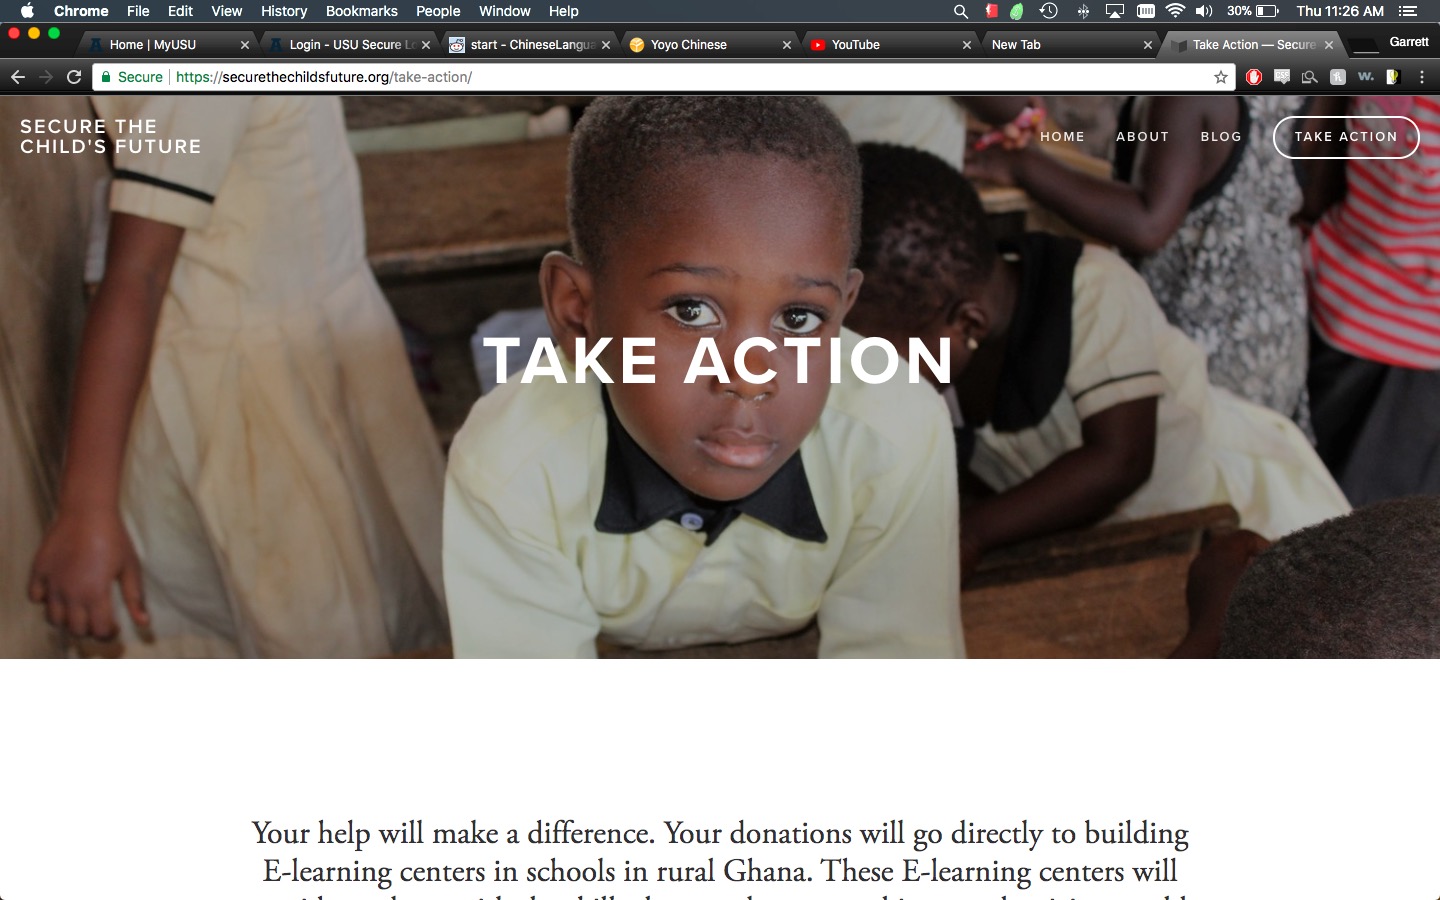 Chrome File Edit View History Bookmarks People Window Help 30% Thu 11:26 AM
Home | MyUSU Login - USU Secure Lo start - ChineseLangua Yoyo Chinese YouTube New Tab Take Action — Secure Garrett
Secure https://securethechildsfuture.org/take-action/
SECURE THE
CHILD'S FUTURE
HOME ABOUT BLOG TAKE ACTION
TAKE ACTION
Your help will make a difference. Your donations will go directly to building
E-learning centers in schools in rural Ghana. These E-learning centers will